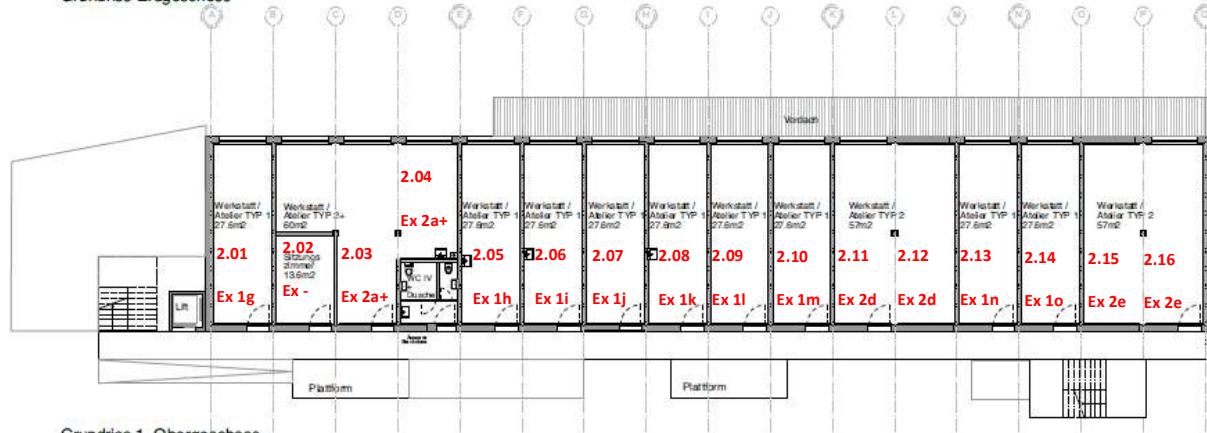 Grundriss Erdgeschoss
A B C D E F G H I J K L M N O P Q
Vordach
2.04
Ex 2a+
Werkstatt /
Atelier TYP 1
27.6m2
Werkstatt /
Atelier TYP 2+
60m2
Werkstatt /
Atelier TYP 1
27.6m2
Werkstatt /
Atelier TYP 1
27.6m2
Werkstatt /
Atelier TYP 1
27.6m2
Werkstatt /
Atelier TYP 1
27.6m2
Werkstatt /
Atelier TYP 1
27.6m2
Werkstatt /
Atelier TYP 1
27.6m2
Werkstatt /
Atelier TYP 2
57m2
Werkstatt /
Atelier TYP 1
27.6m2
Werkstatt /
Atelier TYP 1
27.6m2
Werkstatt /
Atelier TYP 2
57m2
2.01 2.02 2.03 2.05 2.06 2.07 2.08 2.09 2.10 2.11 2.12 2.13 2.14 2.15 2.16
Sitzungs
zimmer
13.6m2
WC IV
+
Dusche
Ex 1g Ex - Ex 2a+ Ex 1h Ex 1i Ex 1j Ex 1k Ex 1l Ex 1m Ex 2d Ex 2d Ex 1n Ex 1o Ex 2e Ex 2e
Lift
Plattform
Plattform
Grundriss 1. Obergeschoss